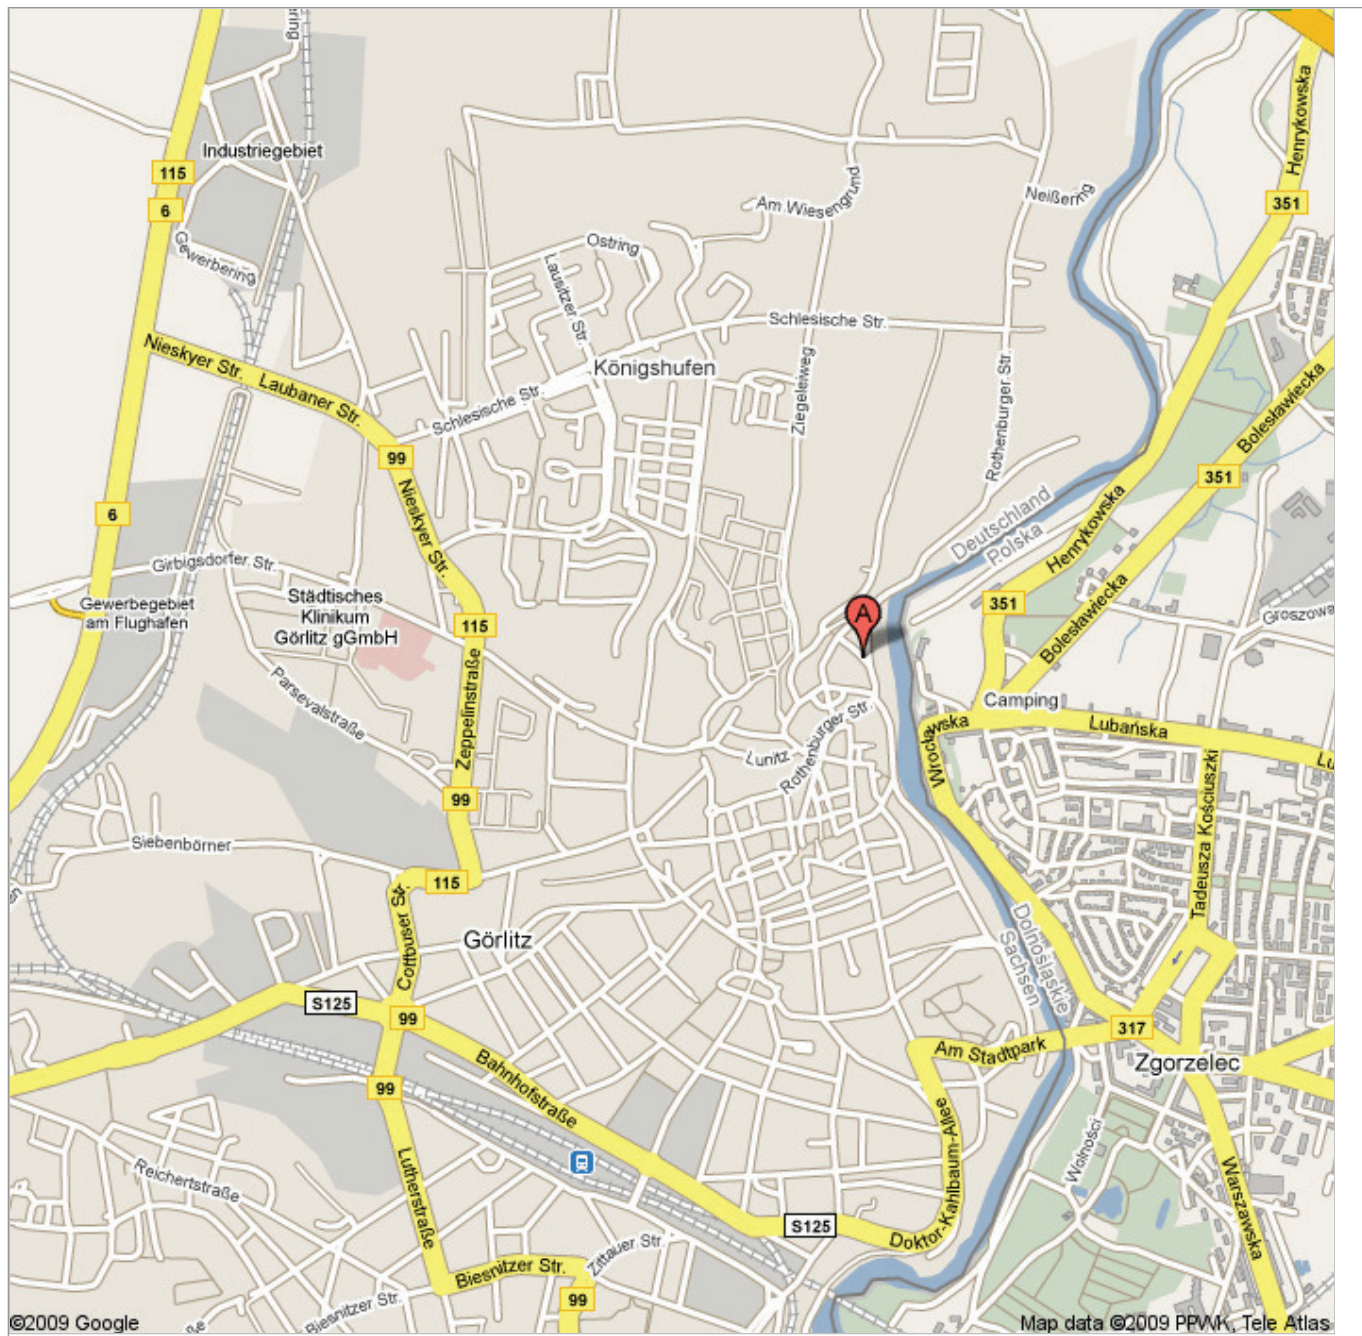 Henrykowska
Industriegebiet
115
6
Am Wiesengrund
Neißering
351
Gewerbering
Ostring
Lausitzer Str.
Schlesische Str.
Nieskyer Str.
Laubaner Str.
Königshufen
Ziegeleiweg
Rothenburger Str.
Bolesławiecka
Schlesische Str.
99
351
Nieskyer Str.
Deutschland
Polska
Henrykowska
6
Girbigsdorfer Str.
Gewerbegebiet
am Flughafen
Städtisches
Klinikum
Görlitz gGmbH
115
A
351
Bolesławiecka
Groszowa
Parsevalstraße
Zeppelinstraße
Camping
Wrocławska
Lubańska
Lu
Rothenburger Str.
Lunitz
Tadeusza Kościuszki
99
Siebenbörner
115
Cottbuser Str.
Görlitz
Dolnośląskie
Sachsen
S125
99
317
Am Stadtpark
Zgorzelec
Bahnhofstraße
99
Doktor-Kahlbaum-Allee
Wolności
Reichertstraße
Lutherstraße
Warszawska
S125
Zittauer Str.
Biesnitzer Str.
99
Biesnitzer Str.
©2009 Google
Map data ©2009 PPWK, Tele Atlas